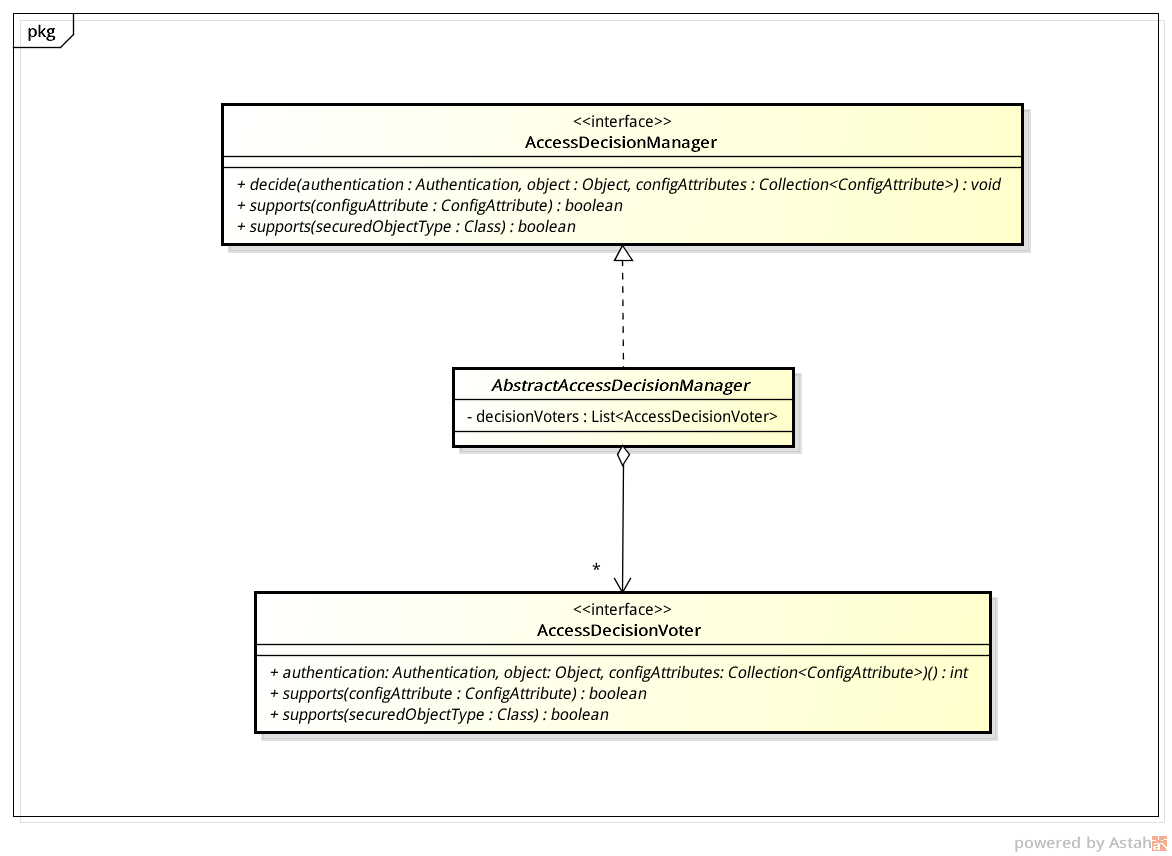 pkg
<<interface>>
AccessDecisionManager
+ decide(authentication : Authentication, object : Object, configAttributes : Collection<ConfigAttribute>) : void
+ supports(configuAttribute : ConfigAttribute) : boolean
+ supports(securedObjectType : Class) : boolean
AbstractAccessDecisionManager
- decisionVoters : List<AccessDecisionVoter>
*
<<interface>>
AccessDecisionVoter
+ authentication: Authentication, object: Object, configAttributes: Collection<ConfigAttribute>)() : int
+ supports(configAttribute : ConfigAttribute) : boolean
+ supports(securedObjectType : Class) : boolean
powered by Astah